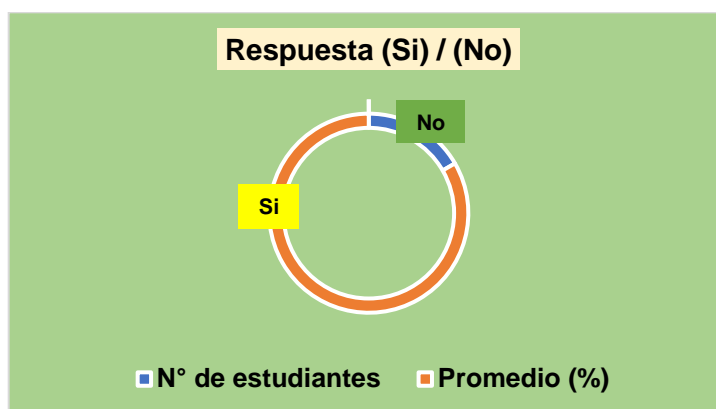 Respuesta (Si) / (No)
No
Si
N° de estudiantes Promedio (%)